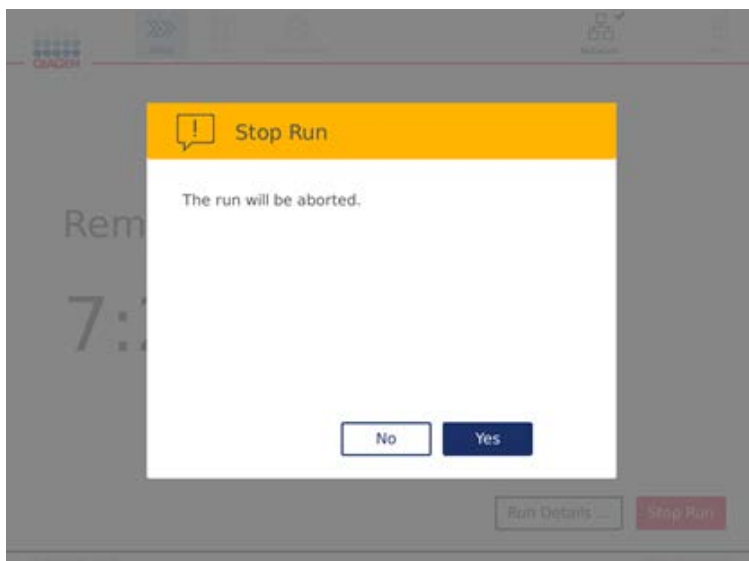 QIAGEN
Stop Run
The run will be aborted.
Rem
7:
No
Yes
Run Details ...
Stop Run